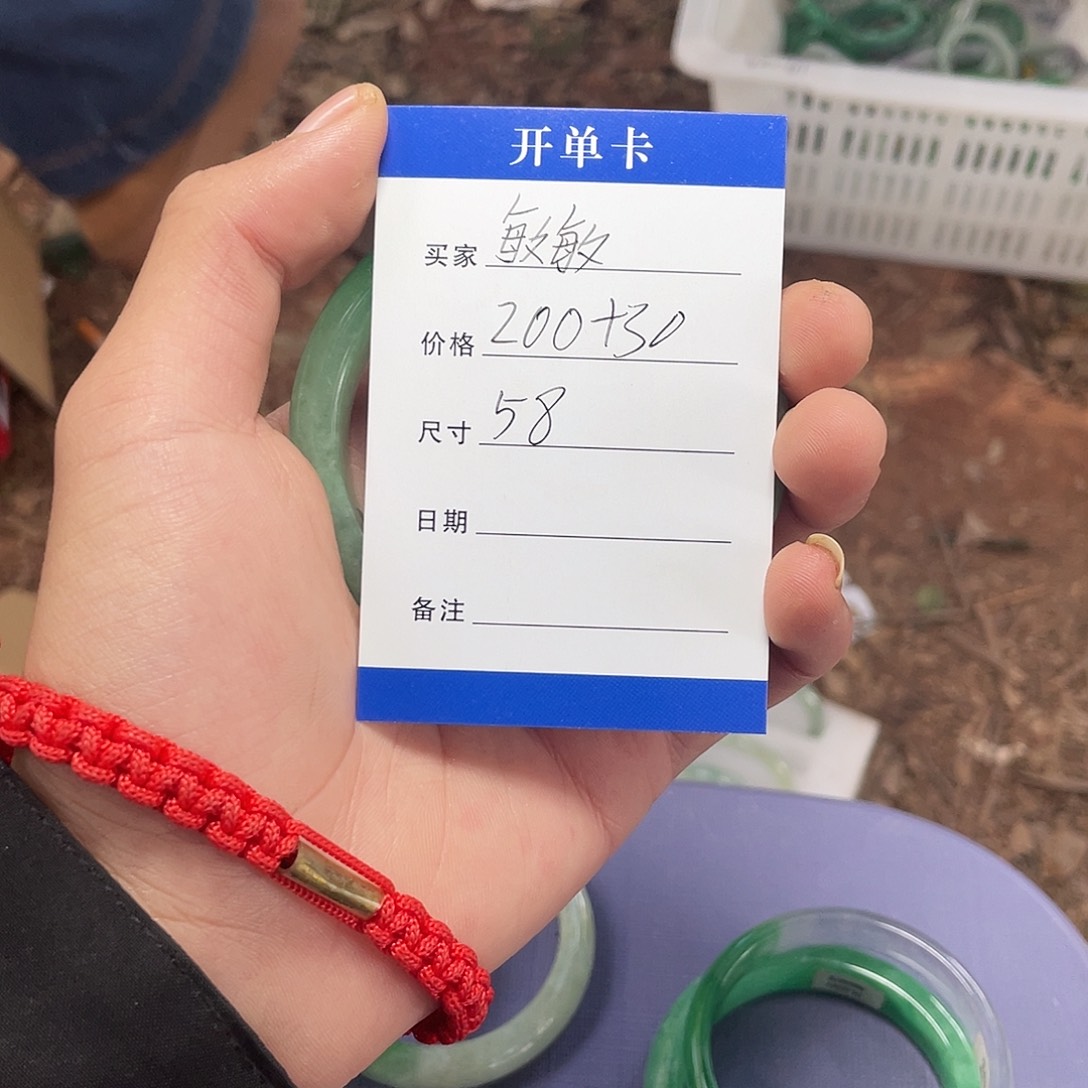 开单卡
买家 敏敏
价格 200+30
尺寸 58
日期
备注